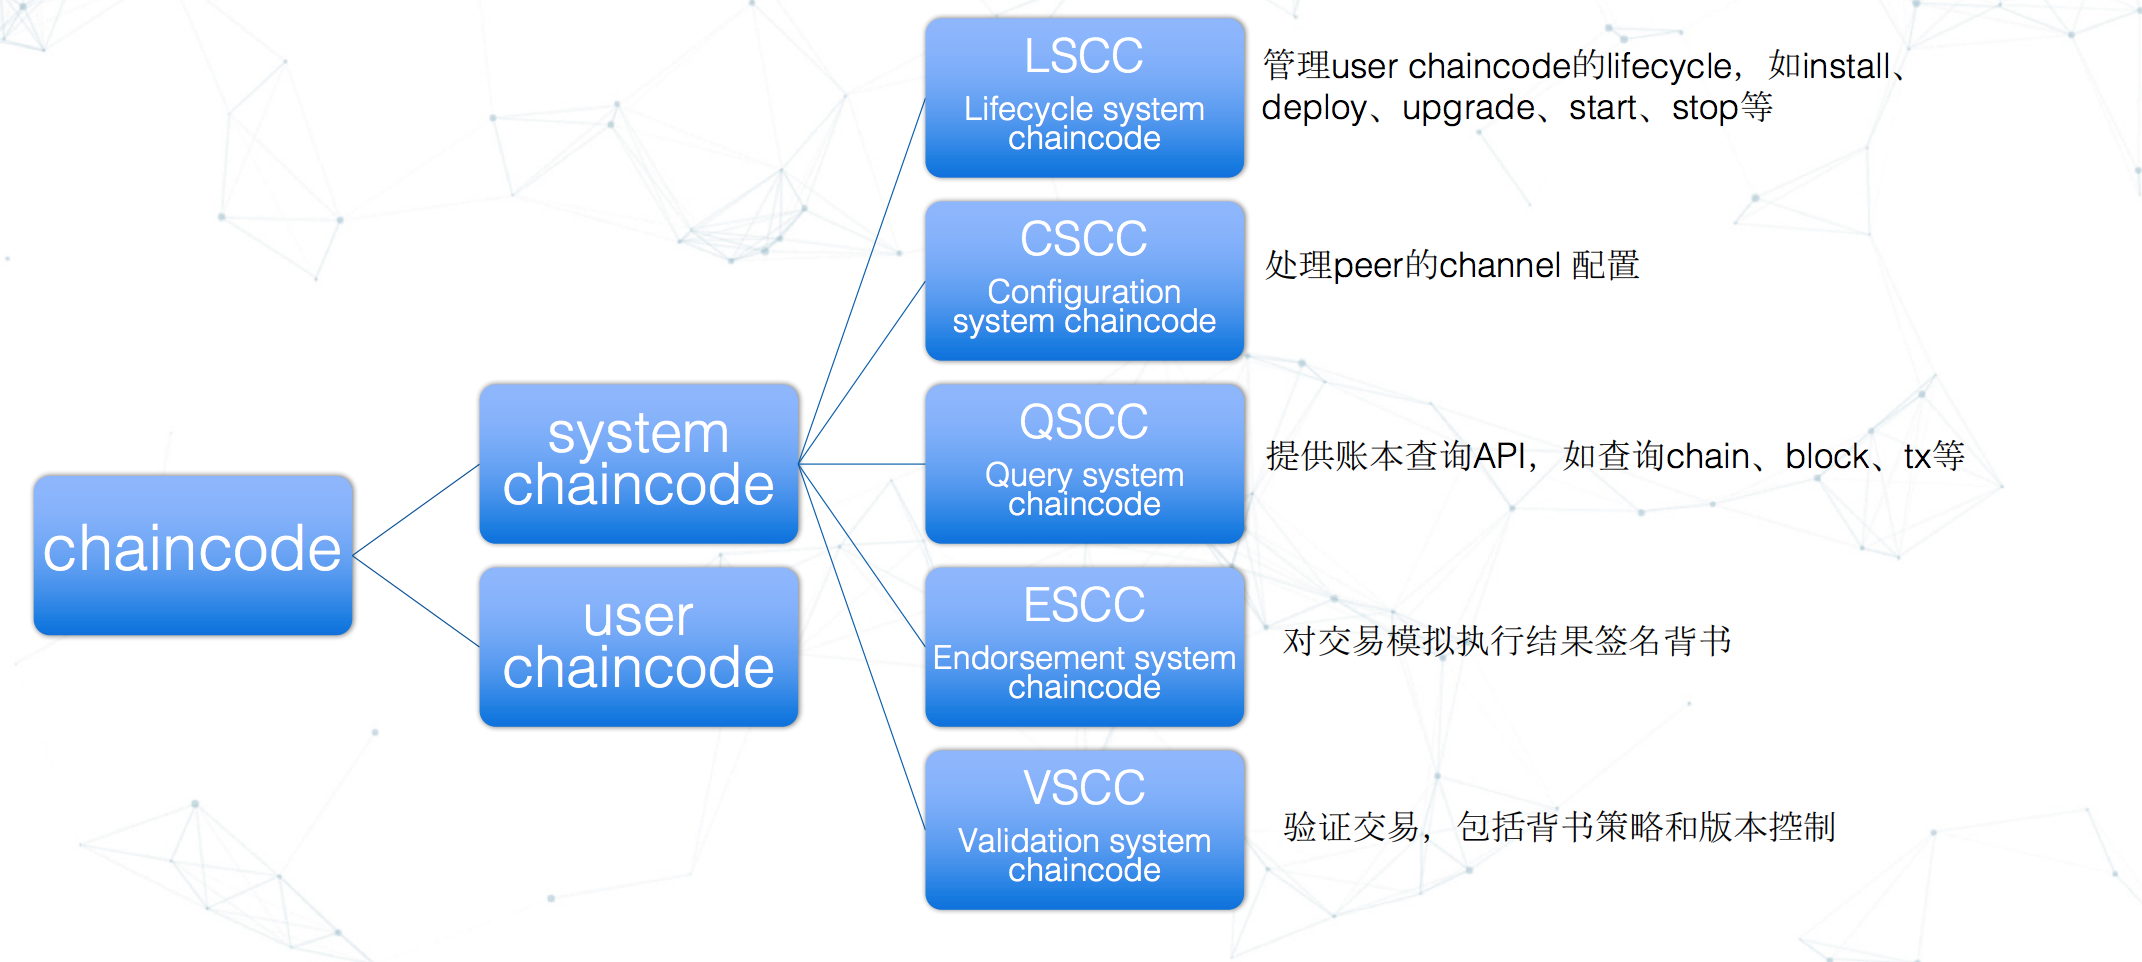 LSCC
Lifecycle system
chaincode
管理user chaincode的lifecycle，如install、
deploy、upgrade、start、stop等
CSCC
Configuration
system chaincode
处理peer的channel 配置
system
chaincode
QSCC
Query system
chaincode
提供账本查询API，如查询chain、block、tx等
chaincode
user
chaincode
ESCC
Endorsement system
chaincode
对交易模拟执行结果签名背书
VSCC
Validation system
chaincode
验证交易，包括背书策略和版本控制